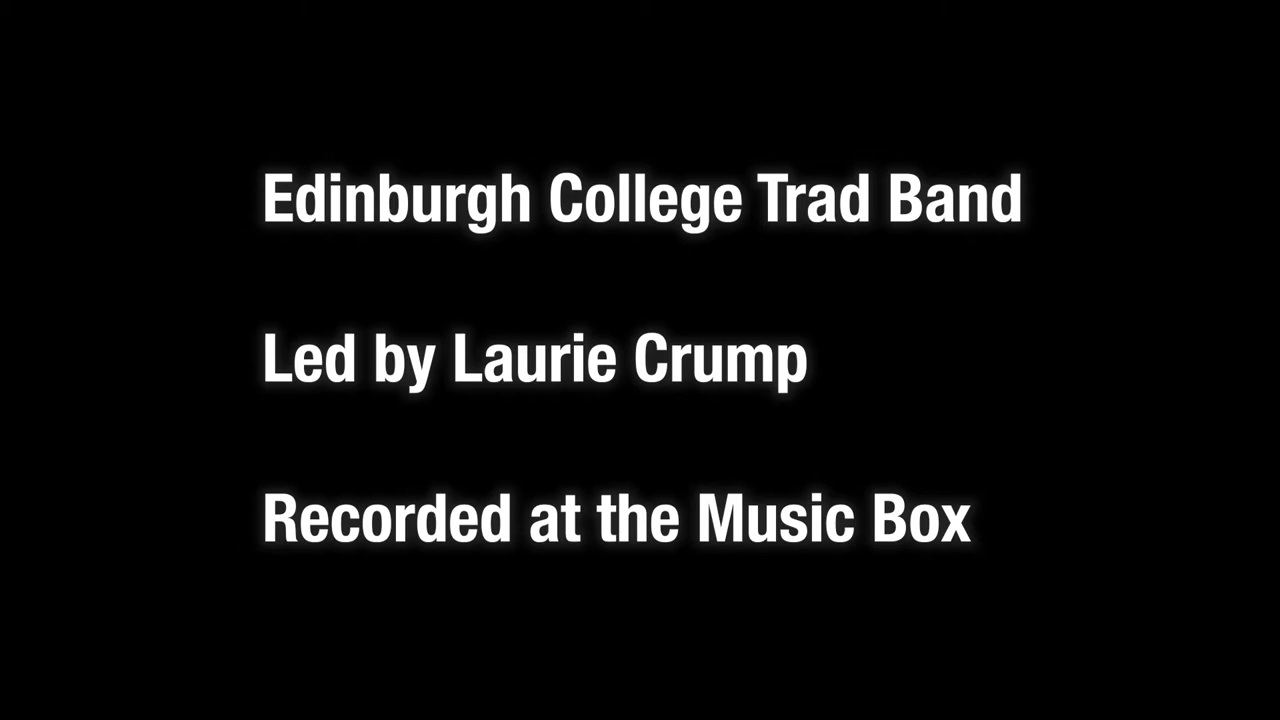 Edinburgh College Trad Band
Led by Laurie Crump
Recorded at the Music Box